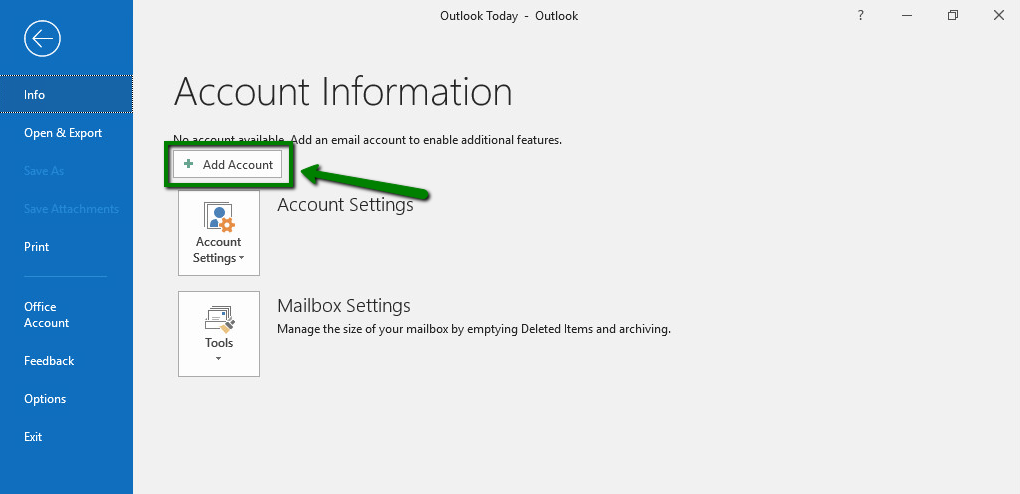 Outlook Today - Outlook
?
Info
Open & Export
Save As
Save Attachments
Print
Office
Account
Feedback
Options
Exit
Account Information
No account available. Add an email account to enable additional features.
+ Add Account
Account
Settings
Account Settings
Tools
Mailbox Settings
Manage the size of your mailbox by emptying Deleted Items and archiving.